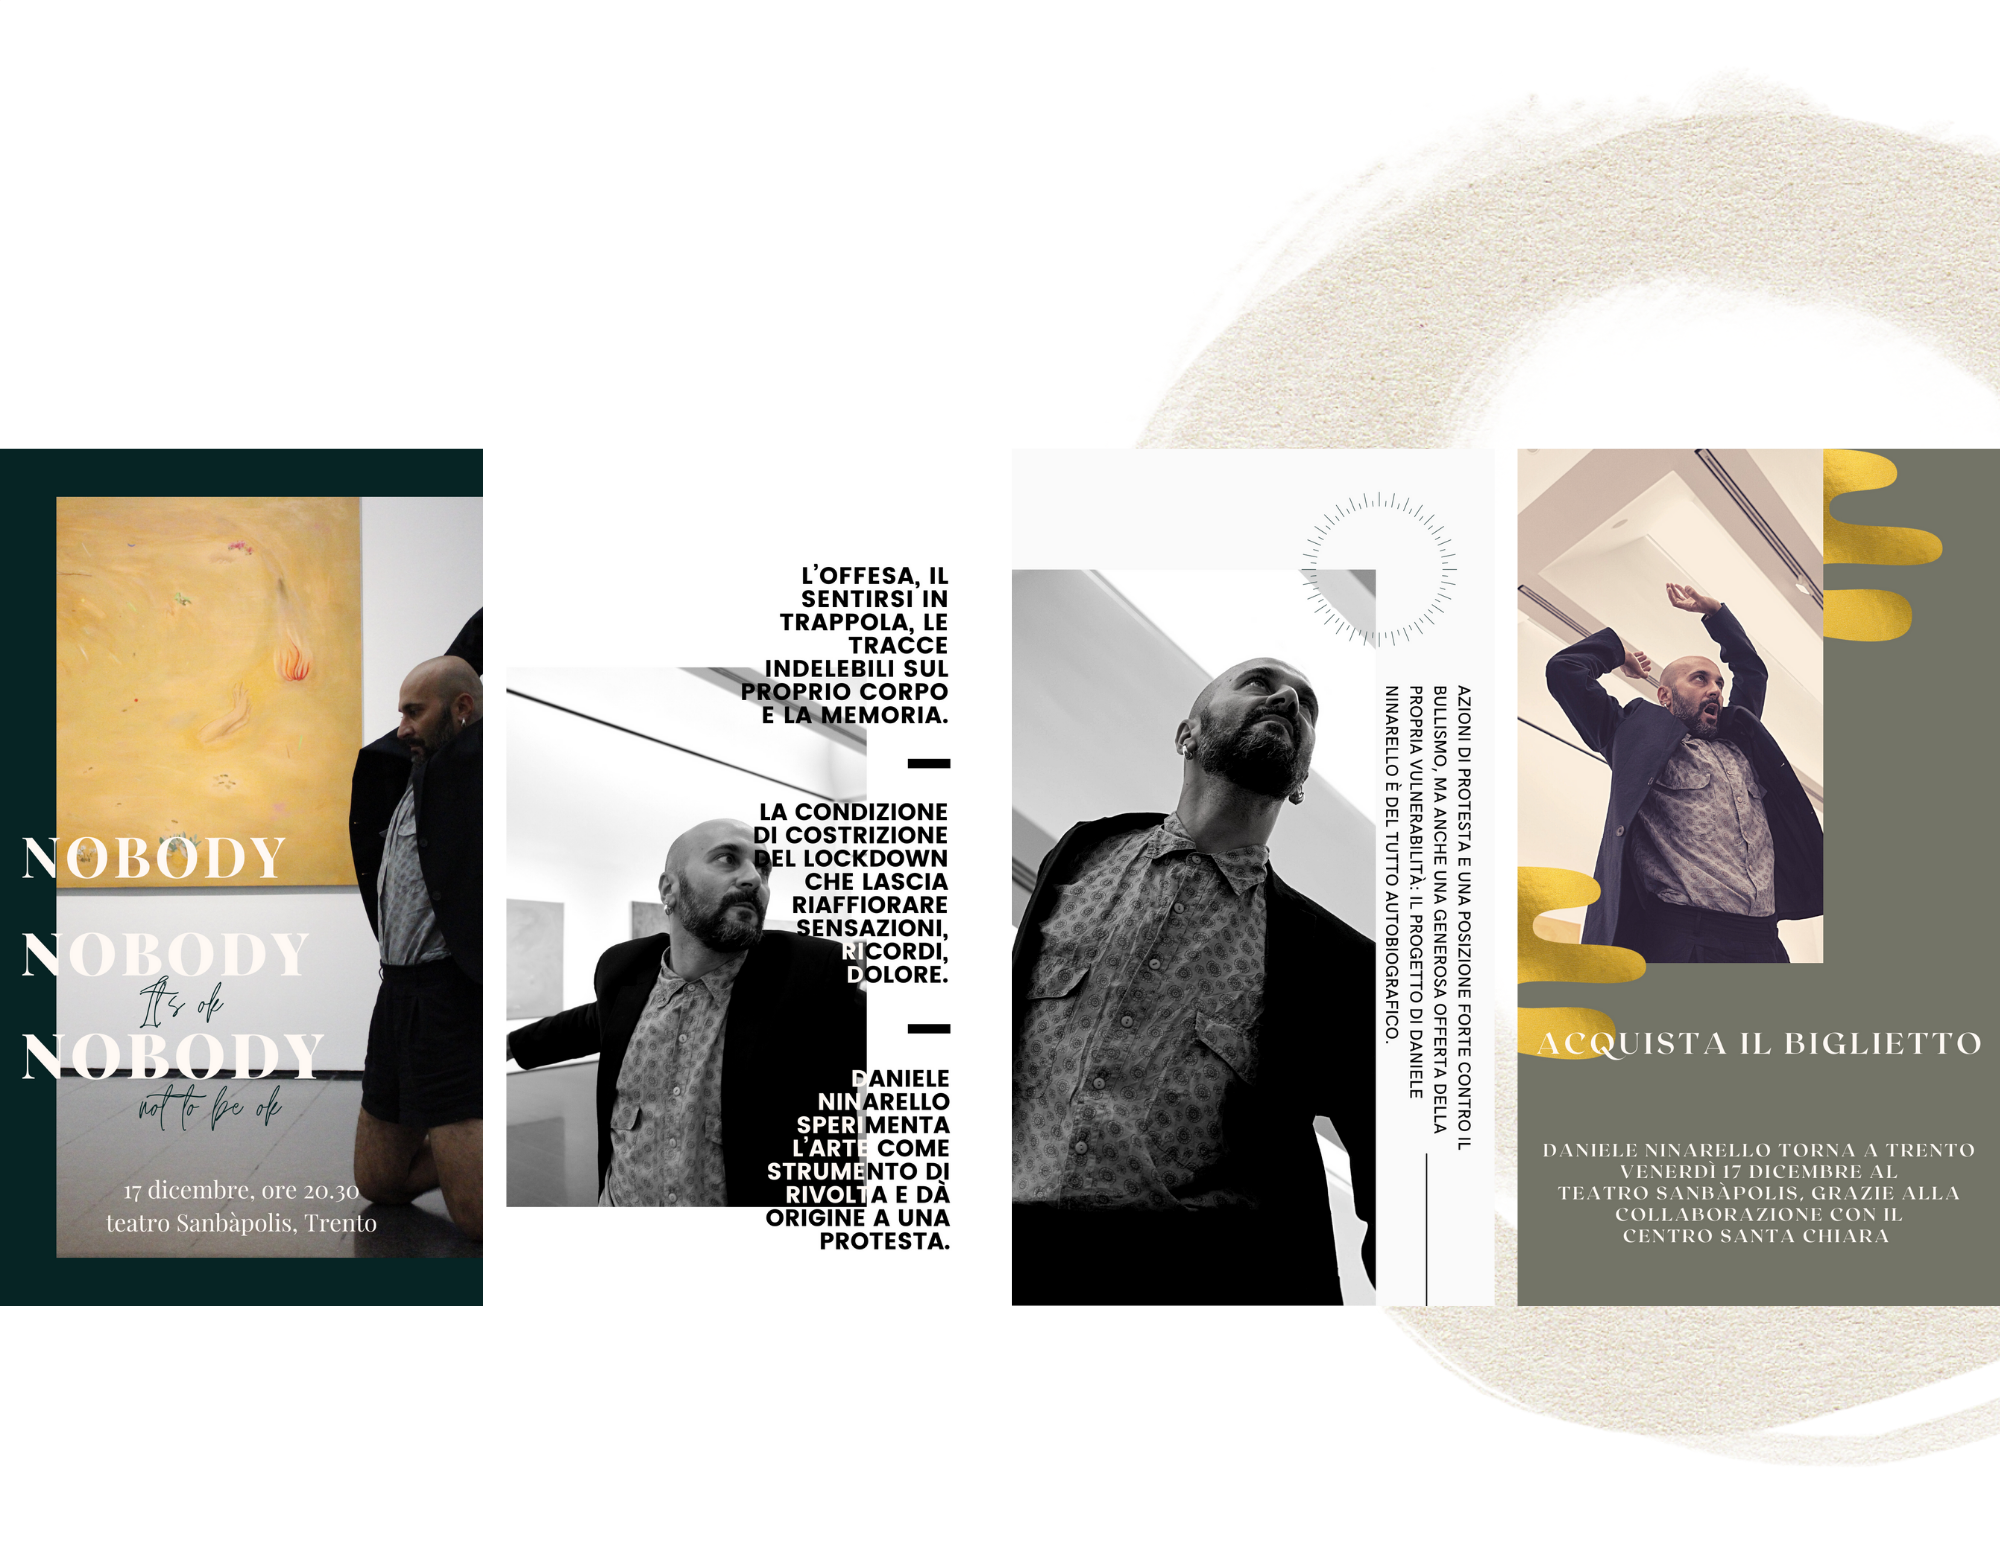 NOBODY
NOBODY
It's ok
NOBODY
not to be ok
17 dicembre, ore 20.30
teatro Sanbàpolis, Trento
L'OFFESA, IL
SENTIRSI IN
TRAPPOLA, LE
TRACCE
INDELEBILI SUL
PROPRIO CORPO
E LA MEMORIA.
LA CONDIZIONE
DI COSTRIZIONE
DEL LOCKDOWN
CHE LASCIA
RIAFFIORARE
SENSAZIONI,
RICORDI,
DOLORE.
DANIELE
NINARELLO
SPERIMENTA
L'ARTE COME
STRUMENTO DI
RIVOLTA E DÀ
ORIGINE A UNA
PROTESTA.
AZIONI DI PROTESTA E UNA POSIZIONE FORTE CONTRO IL
BULLISMO, MA ANCHE UNA GENEROSA OFFERTA DELLA
PROPRIA VULNERABILITÀ: IL PROGETTO DI DANIELE
NINARELLO È DEL TUTTO AUTOBIOGRAFICO.
ACQUISTA IL BIGLIETTO
DANIELE NINARELLO TORNA A TRENTO
VENERDÌ 17 DICEMBRE AL
TEATRO SANBÀPOLIS, GRAZIE ALLA
COLLABORAZIONE CON IL
CENTRO SANTA CHIARA